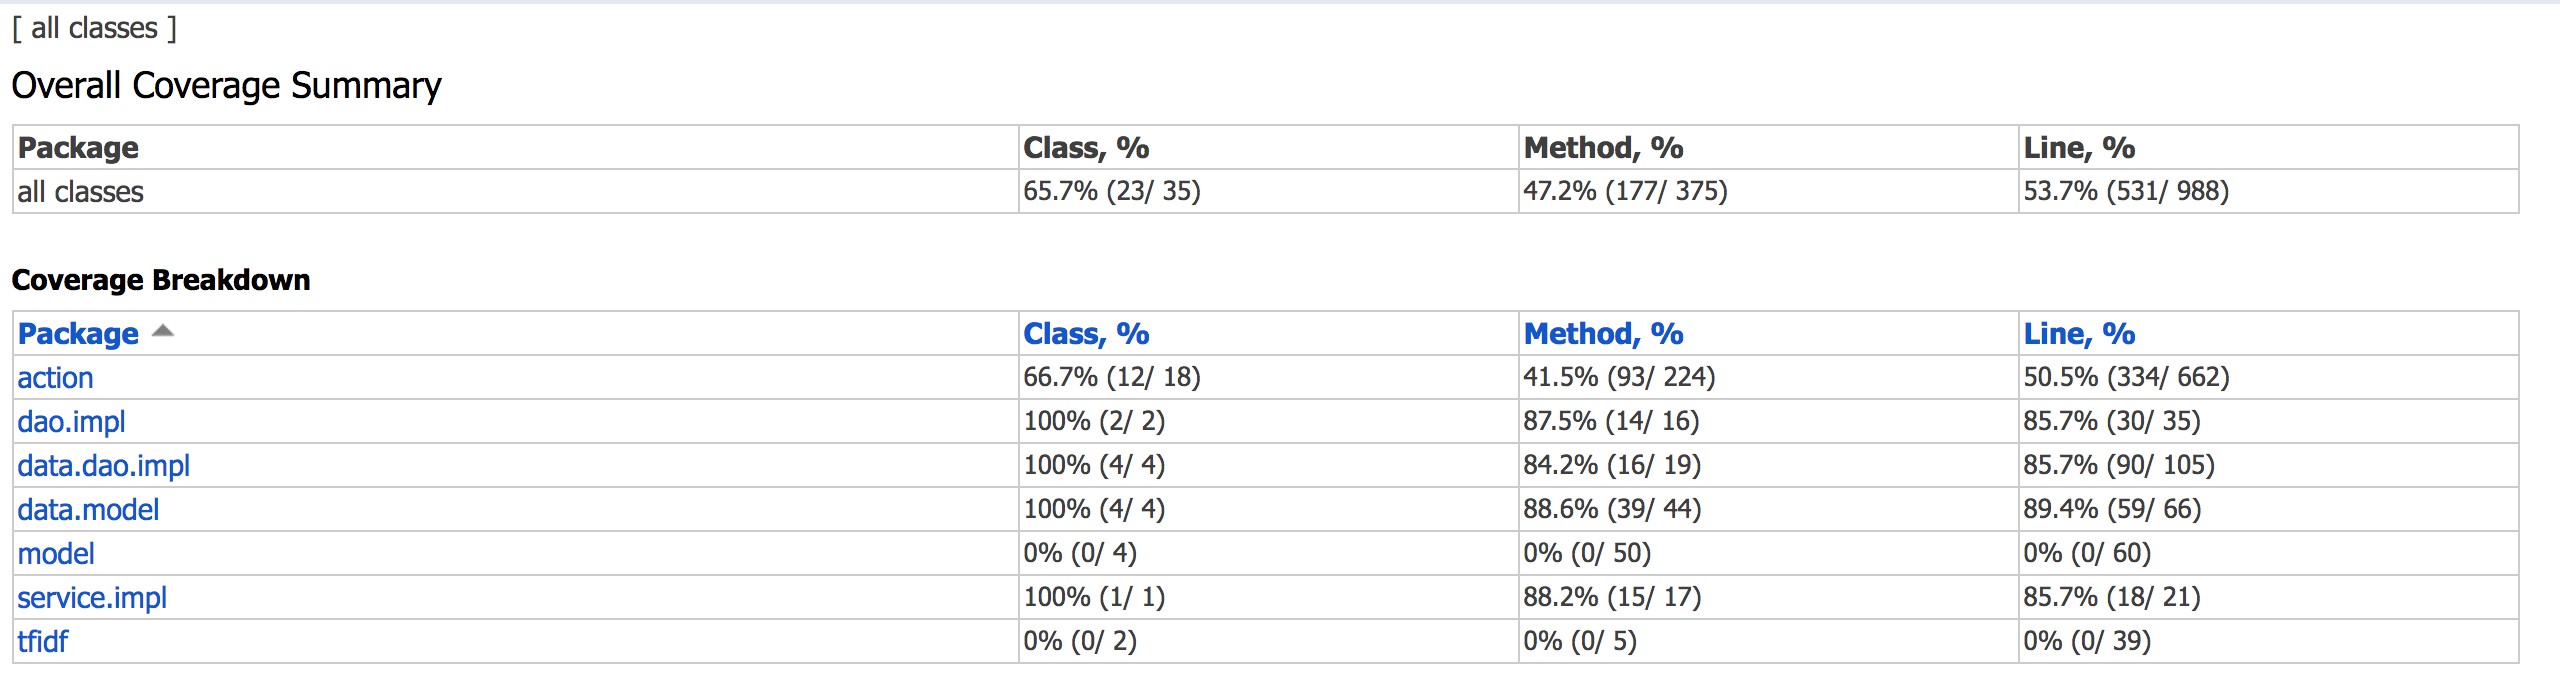 [ all classes ]
Overall Coverage Summary
Package Class, % Method, % Line, %
all classes 65.7% (23/ 35) 47.2% (177/ 375) 53.7% (531/ 988)
Coverage Breakdown
Package Class, % Method, % Line, %
action 66.7% (12/ 18) 41.5% (93/ 224) 50.5% (334/ 662)
dao.impl 100% (2/ 2) 87.5% (14/ 16) 85.7% (30/ 35)
data.dao.impl 100% (4/ 4) 84.2% (16/ 19) 85.7% (90/ 105)
data.model 100% (4/ 4) 88.6% (39/ 44) 89.4% (59/ 66)
model 0% (0/ 4) 0% (0/ 50) 0% (0/ 60)
service.impl 100% (1/ 1) 88.2% (15/ 17) 85.7% (18/ 21)
tfidf 0% (0/ 2) 0% (0/ 5) 0% (0/ 39)